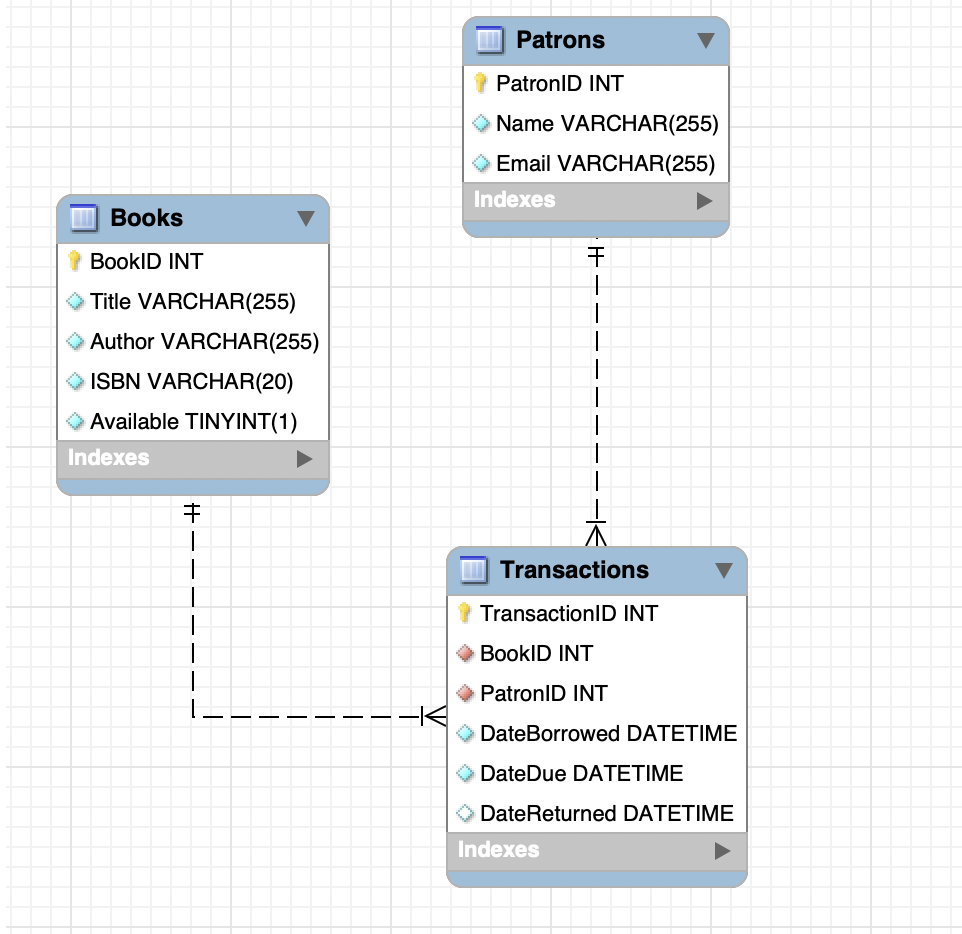 Patrons
PatronID INT
Name VARCHAR(255)
Email VARCHAR(255)
Indexes
Books
BookID INT
Title VARCHAR(255)
Author VARCHAR(255)
ISBN VARCHAR(20)
Available TINYINT(1)
Indexes
Transactions
TransactionID INT
BookID INT
PatronID INT
DateBorrowed DATETIME
DateDue DATETIME
DateReturned DATETIME
Indexes